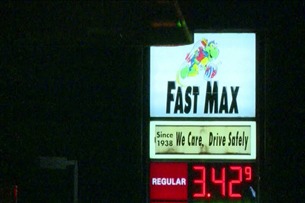 FAST MAX
Since 1938 We Care, Drive Safely
REGULAR 3.42 9